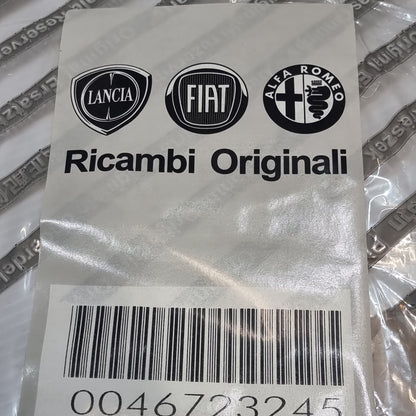 LANCIA FIAT ALFA ROMEO
Ricambi Originali
0046723245